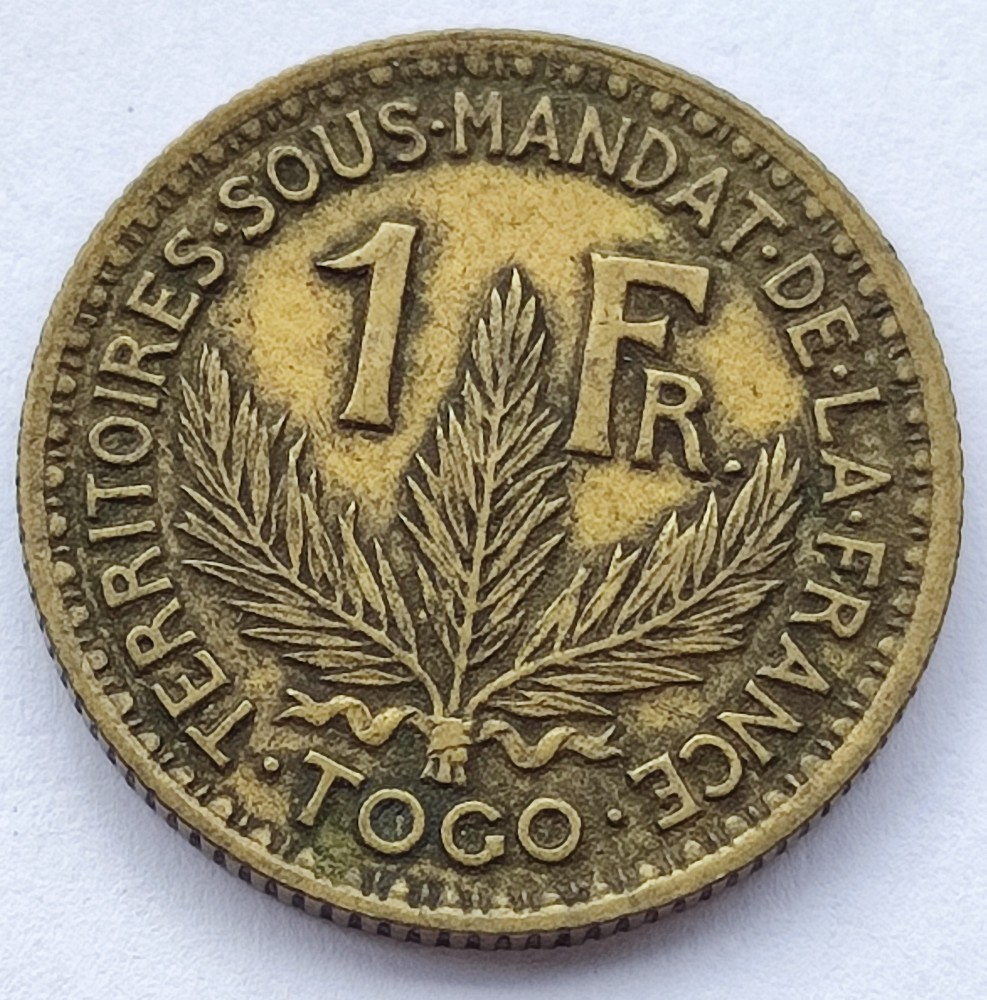 TERRITOIRES·SOUS·MANDAT·DE·LA·FRANCE
1 FR.
·TOGO·